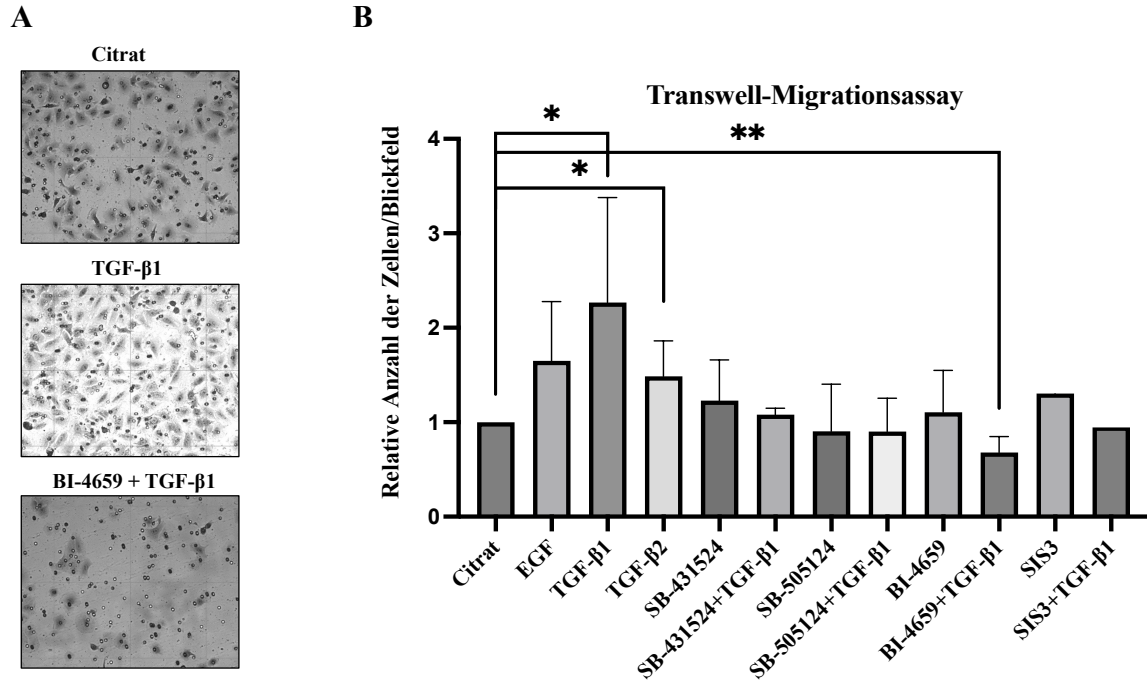 A
Citrat
TGF-β1
BI-4659 + TGF-β1
B
Transwell-Migrationsassay
*
**
*
Relative Anzahl der Zellen/Blickfeld
4
3
2
1
0
Citrat
EGF
TGF-β1
TGF-β2
SB-431524
SB-431524+TGF-β1
SB-505124
SB-505124+TGF-β1
BI-4659
BI-4659+TGF-β1
SIS3
SIS3+TGF-β1